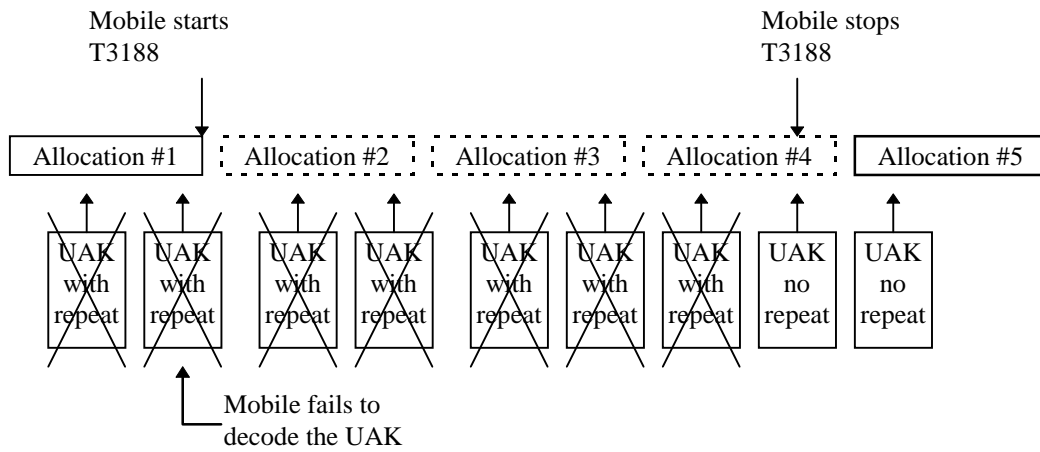 Mobile starts
T3188
Mobile stops
T3188
Allocation #1
Allocation #2
Allocation #3
Allocation #4
Allocation #5
UAK
with
repeat
UAK
with
repeat
UAK
with
repeat
UAK
with
repeat
UAK
with
repeat
UAK
with
repeat
UAK
with
repeat
UAK
no
repeat
UAK
no
repeat
Mobile fails to
decode the UAK